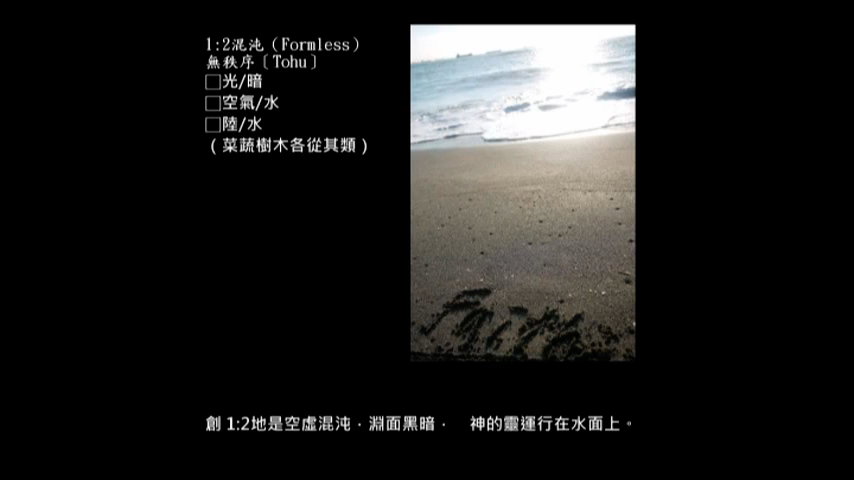 1:2混沌（Formless）
無秩序〔Tohu〕
□光/暗
□空氣/水
□陸/水
（菜蔬樹木各從其類）
Faith
創 1:2地是空虛混沌．淵面黑暗．　神的靈運行在水面上。